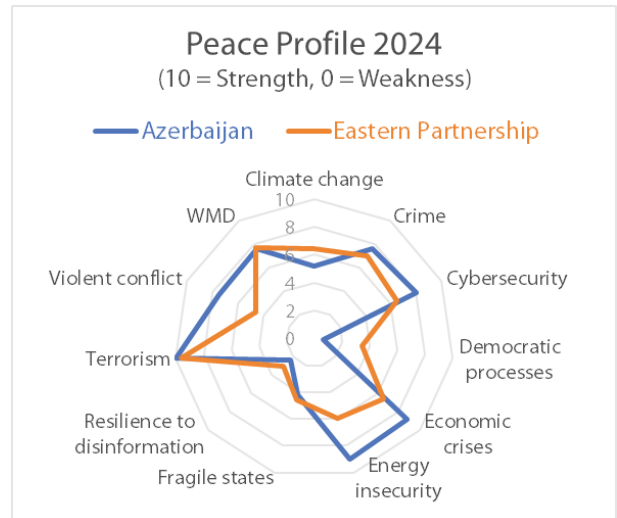 Peace Profile 2024
(10 = Strength, 0 = Weakness)
Azerbaijan
Eastern Partnership
Climate change
Crime
Cybersecurity
Democratic
processes
Economic
crises
Energy
insecurity
Fragile states
Resilience to
disinformation
Terrorism
Violent conflict
WMD
10
8
6
4
2
0